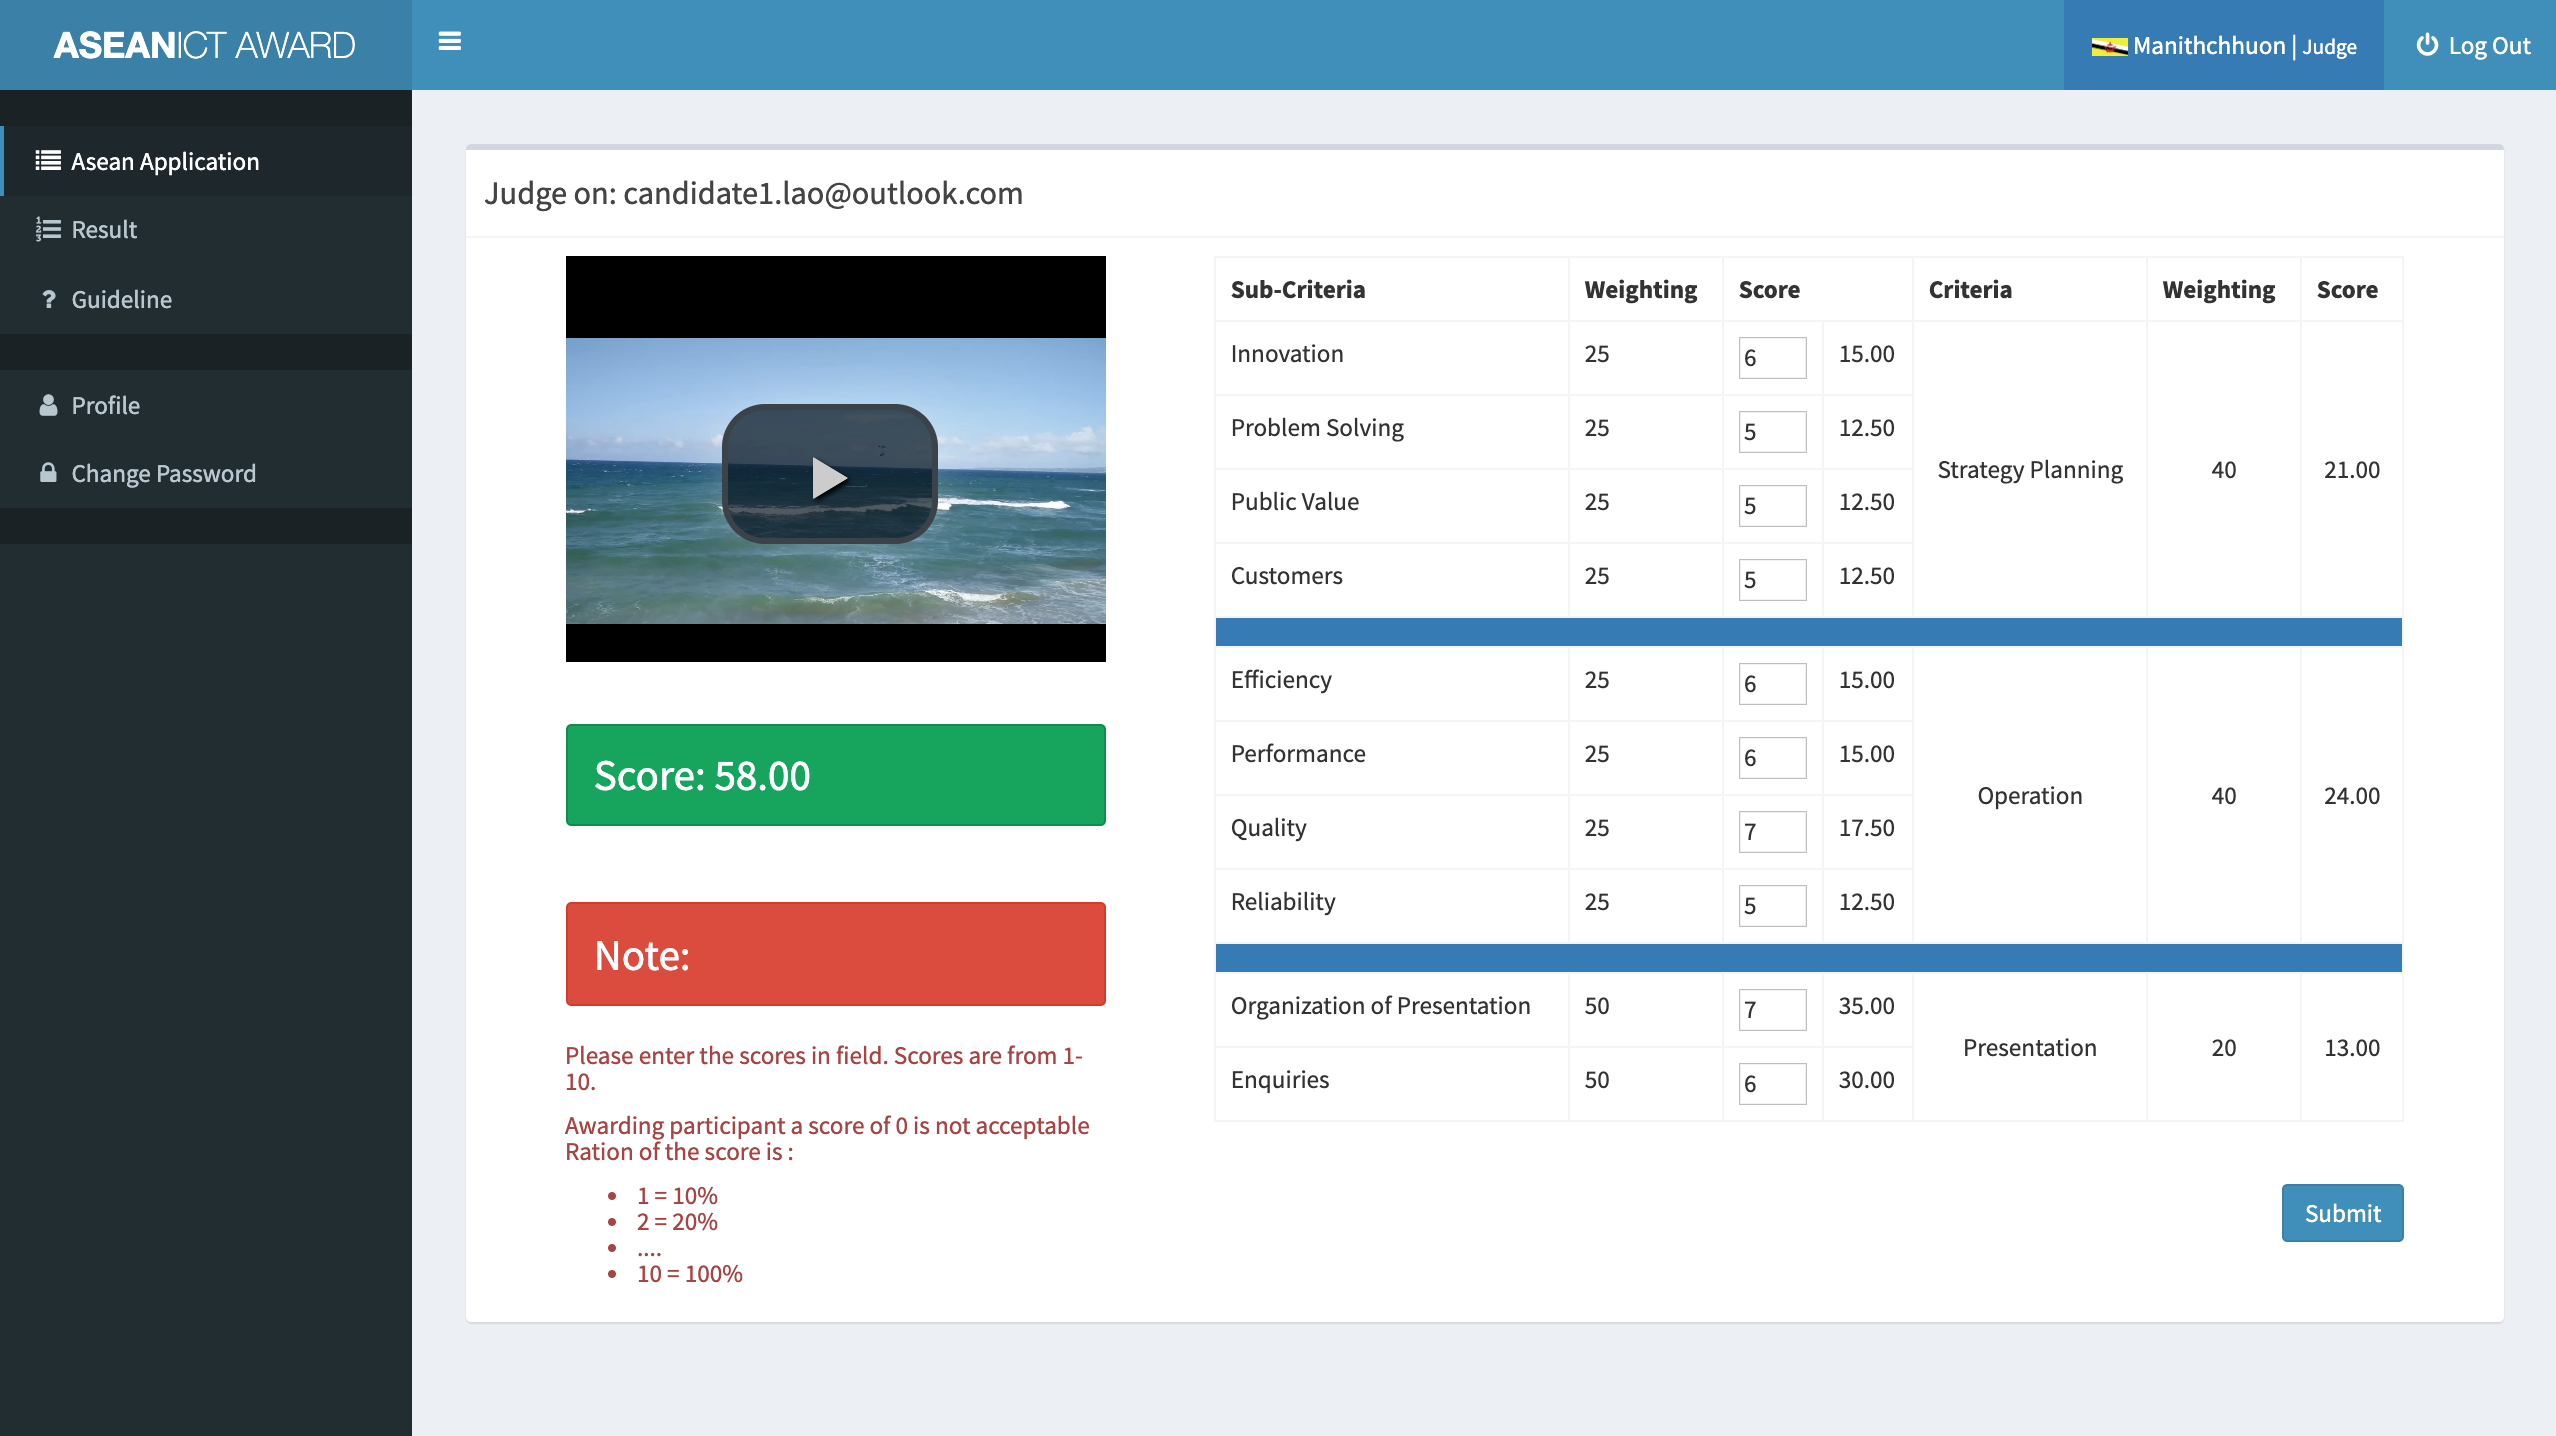 ASEANICT AWARD
Manithchhuon | Judge
Log Out
Asean Application
Result
Guideline
Profile
Change Password
Judge on: candidate1.lao@outlook.com
Score: 58.00
Note:
Please enter the scores in field. Scores are from 1-
10.
Awarding participant a score of 0 is not acceptable
Ration of the score is :
1 = 10%
2 = 20%
....
10 = 100%
Sub-Criteria Weighting Score Criteria Weighting Score
Innovation 25 6 15.00
Problem Solving 25 5 12.50
Strategy Planning 40 21.00
Public Value 25 5 12.50
Customers 25 5 12.50
Efficiency 25 6 15.00
Performance 25 6 15.00
Operation 40 24.00
Quality 25 7 17.50
Reliability 25 5 12.50
Organization of Presentation 50 7 35.00
Presentation 20 13.00
Enquiries 50 6 30.00
Submit